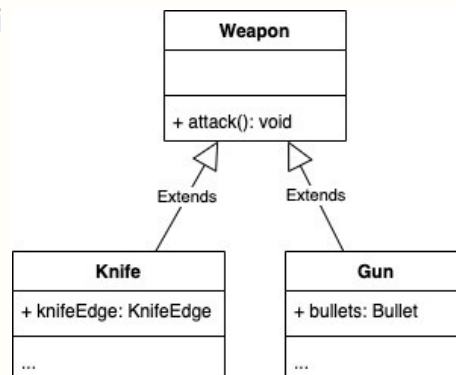 Weapon
+ attack(): void
Extends
Extends
Knife
+ knifeEdge: KnifeEdge
...
Gun
+ bullets: Bullet
...